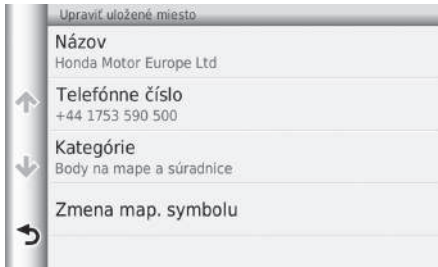 Upraviť uložené miesto
Názov
Honda Motor Europe Ltd
Telefónne číslo
+44 1753 590 500
Kategórie
Body na mape a súradnice
Zmena map. symbolu